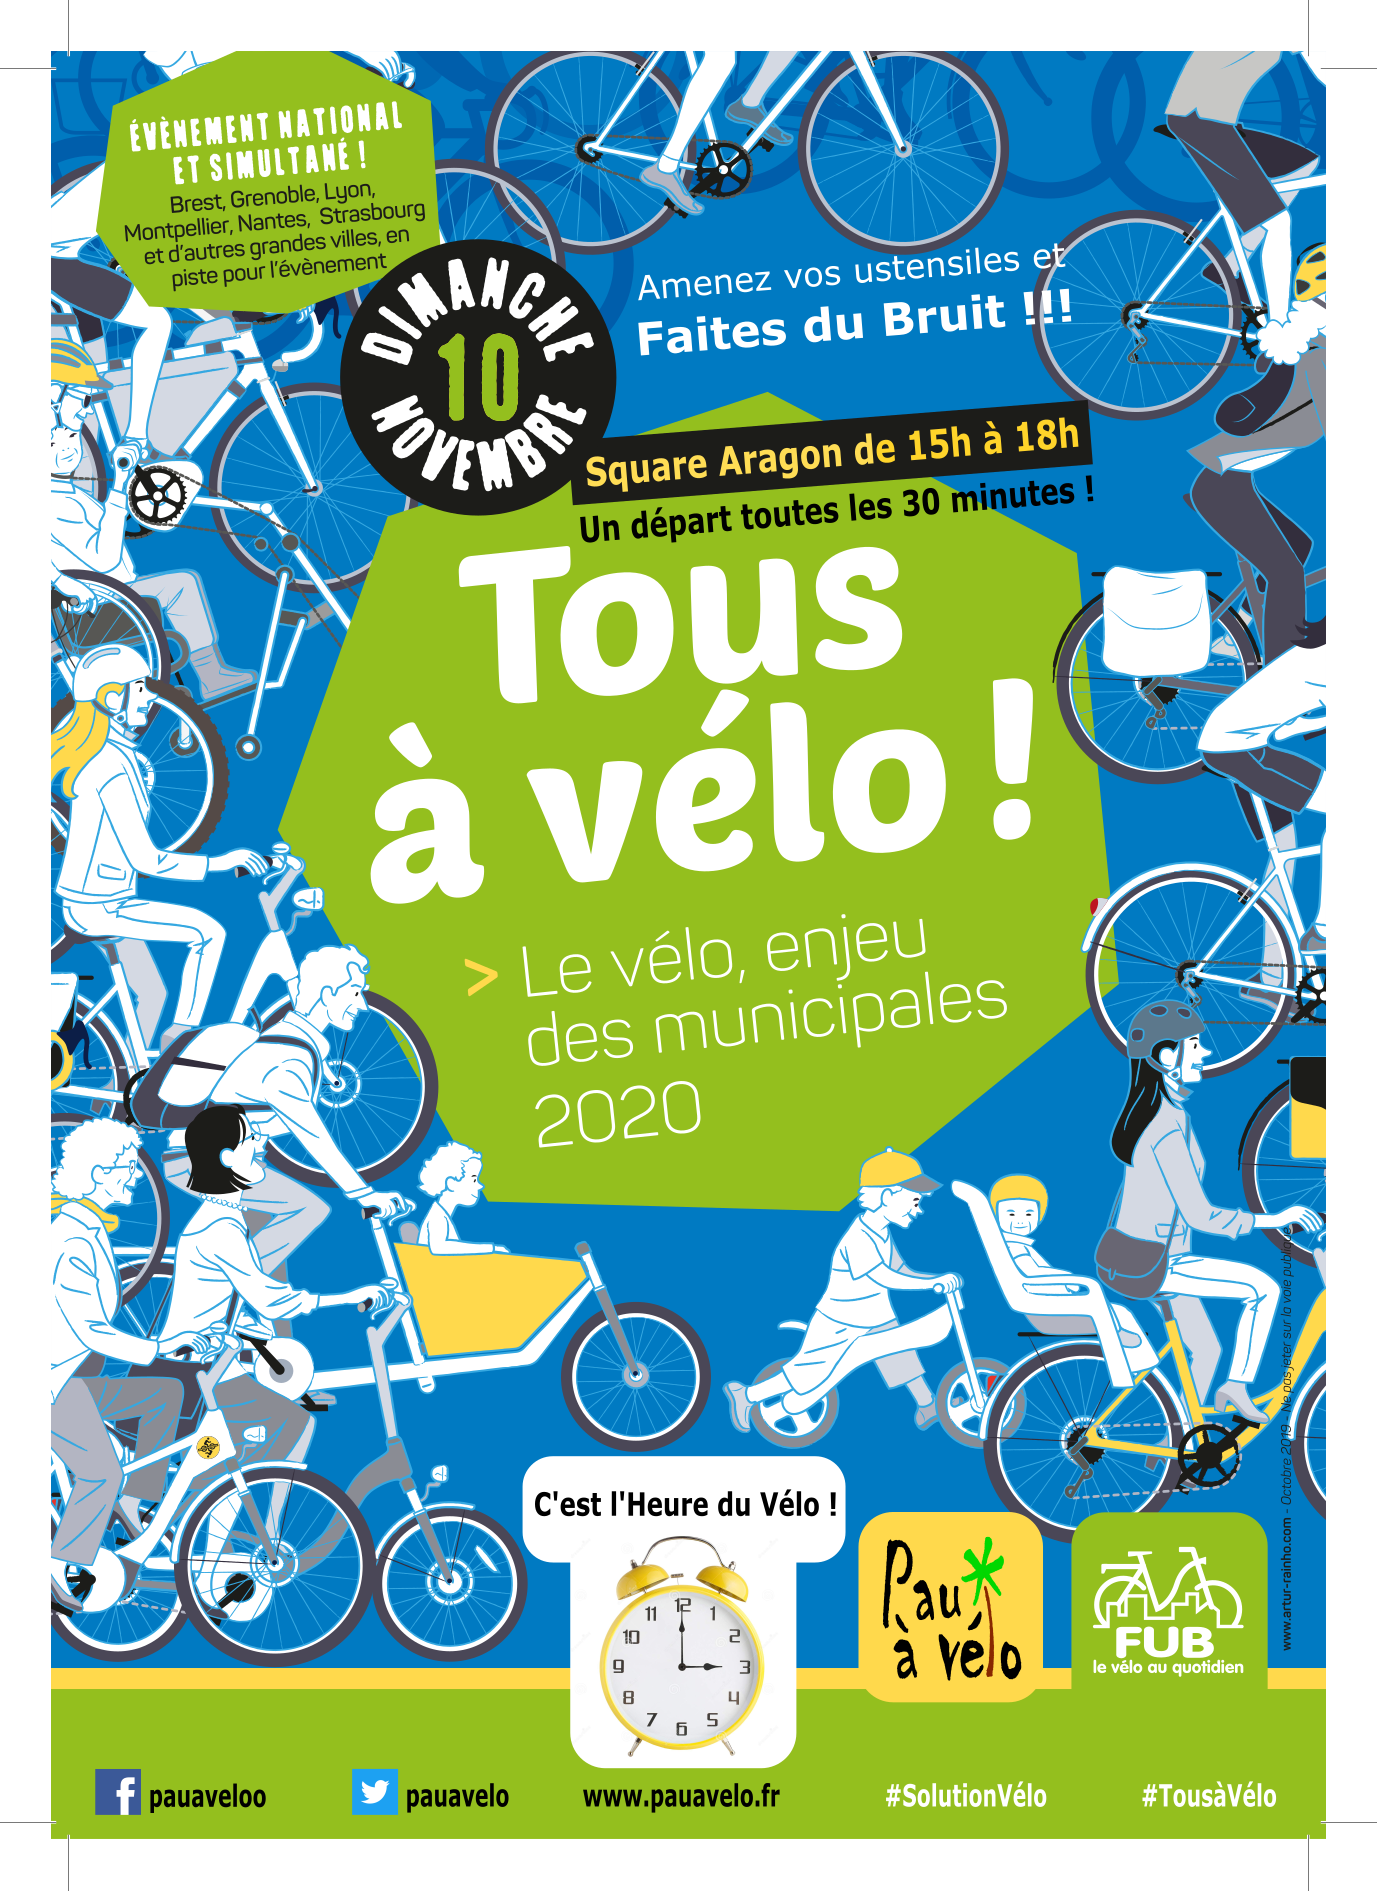 ÉVÈNEMENT NATIONAL
ET SIMULTANÉ !
Brest, Grenoble, Lyon,
Montpellier, Nantes, Strasbourg
et d'autres grandes villes, en
piste pour l'évènement
DIMANCHE
10
NOVEMBRE
Amenez vos ustensiles et
Faites du Bruit !!!
Square Aragon de 15h à 18h
Un départ toutes les 30 minutes !
Tous
à vélo !
> Le vélo, enjeu
des municipales
2020
www.artur-rainho.com - Octobre 2019 - Ne pas jeter sur la voie publique
C'est l'Heure du Vélo !
12
1
2
3
4
5
6
7
8
9
10
11
Pau
à vélo
FUB
le vélo au quotidien
pauaveloo
pauavelo
www.pauavelo.fr
#SolutionVélo
#TousàVélo